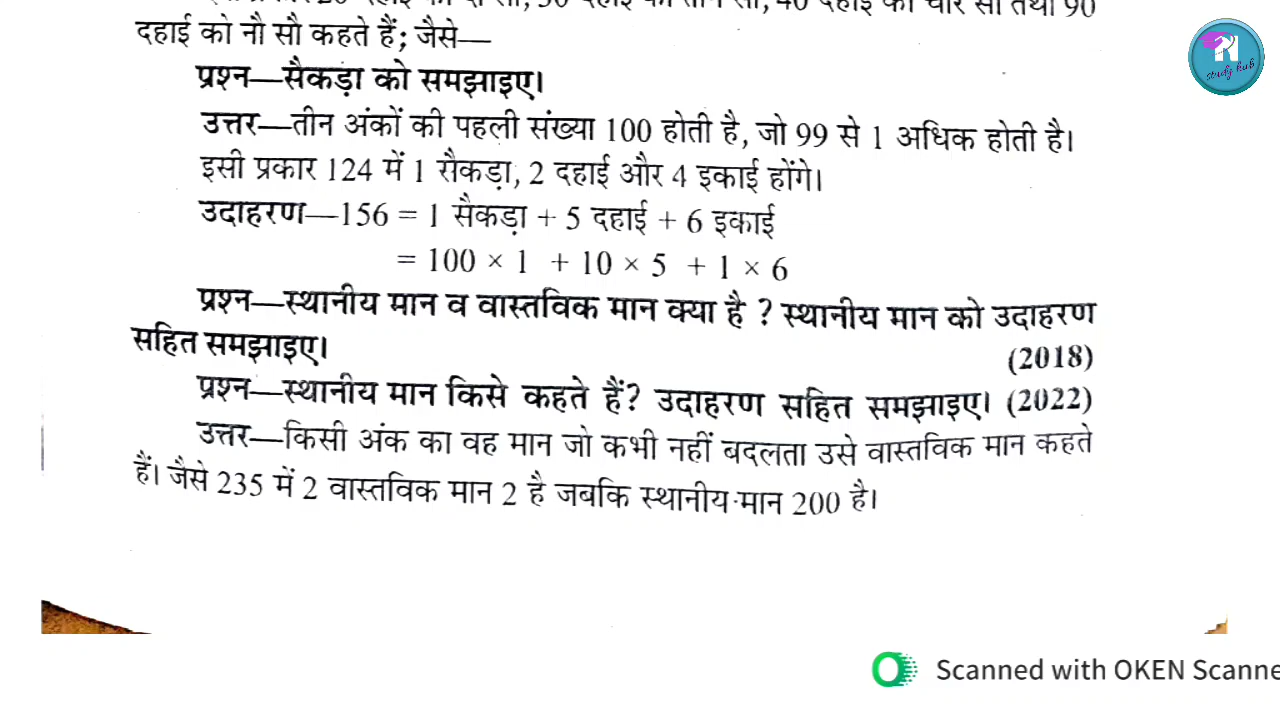 दहाई को नौ सौ कहते हैं; जैसे—
प्रश्न—सैकड़ा को समझाइए।
उत्तर—तीन अंकों की पहली संख्या 100 होती है, जो 99 से 1 अधिक होती है।
इसी प्रकार 124 में 1 सैकड़ा, 2 दहाई और 4 इकाई होंगे।
उदाहरण—156 = 1 सैकड़ा + 5 दहाई + 6 इकाई
= 100 × 1 + 10 × 5 + 1 × 6
प्रश्न—स्थानीय मान व वास्तविक मान क्या है ? स्थानीय मान को उदाहरण
सहित समझाइए। (2018)
प्रश्न—स्थानीय मान किसे कहते हैं? उदाहरण सहित समझाइए। (2022)
उत्तर—किसी अंक का वह मान जो कभी नहीं बदलता उसे वास्तविक मान कहते
हैं। जैसे 235 में 2 वास्तविक मान 2 है जबकि स्थानीय मान 200 है।
N study hub
Scanned with OKEN Scanne